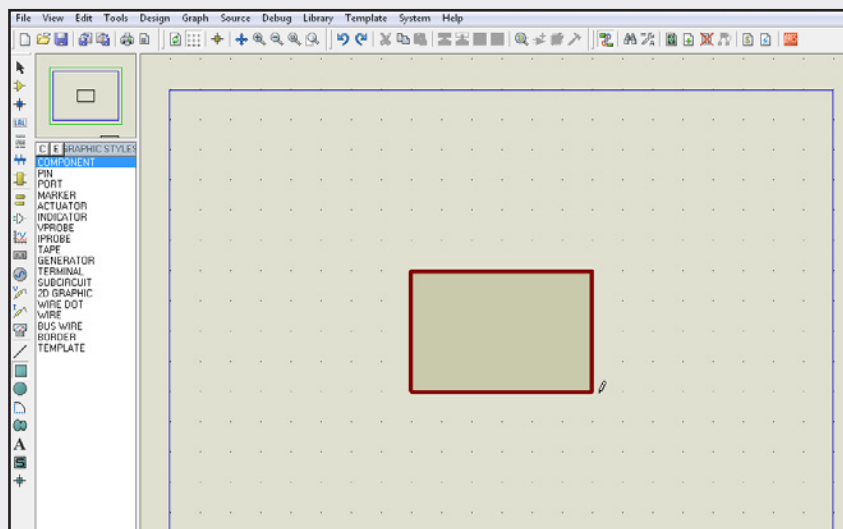 File View Edit Tools Design Graph Source Debug Library Template System Help
LBL
C E GRAPHIC STYLES
COMPONENT
PIN
PORT
MARKER
ACTUATOR
INDICATOR
VPROBE
IPROBE
TAPE
GENERATOR
TERMINAL
SUBCIRCUIT
2D GRAPHIC
WIRE DOT
WIRE
BUS WIRE
BORDER
TEMPLATE
A
S